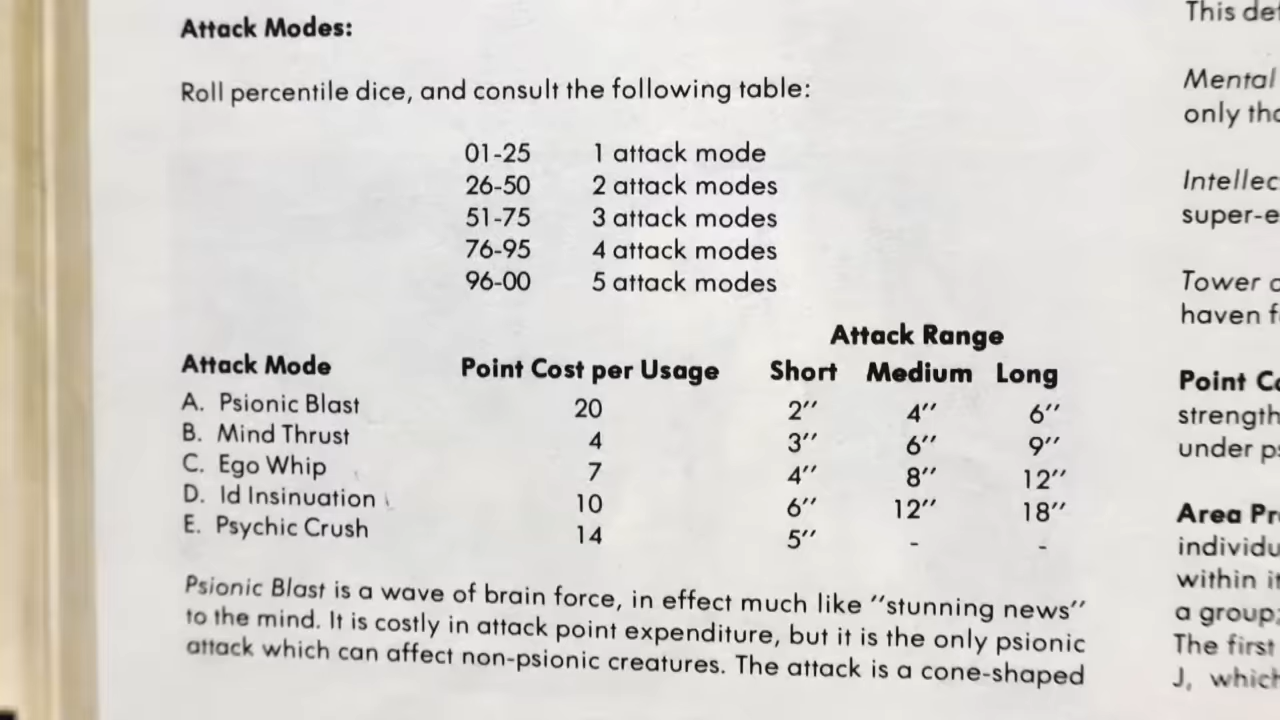 Attack Modes:
Roll percentile dice, and consult the following table:
01-25 1 attack mode
26-50 2 attack modes
51-75 3 attack modes
76-95 4 attack modes
96-00 5 attack modes
Attack Range
Attack Mode Point Cost per Usage Short Medium Long
A. Psionic Blast 20 2" 4" 6"
B. Mind Thrust 4 3" 6" 9"
C. Ego Whip 7 4" 8" 12"
D. Id Insinuation 10 6" 12" 18"
E. Psychic Crush 14 5" - -
Psionic Blast is a wave of brain force, in effect much like "stunning news"
to the mind. It is costly in attack point expenditure, but it is the only psionic
attack which can affect non-psionic creatures. The attack is a cone-shaped
This
Mental
only
super-e
Tower
haven
Point
strength
under
Area
individu
within
a group;
The first
J, which